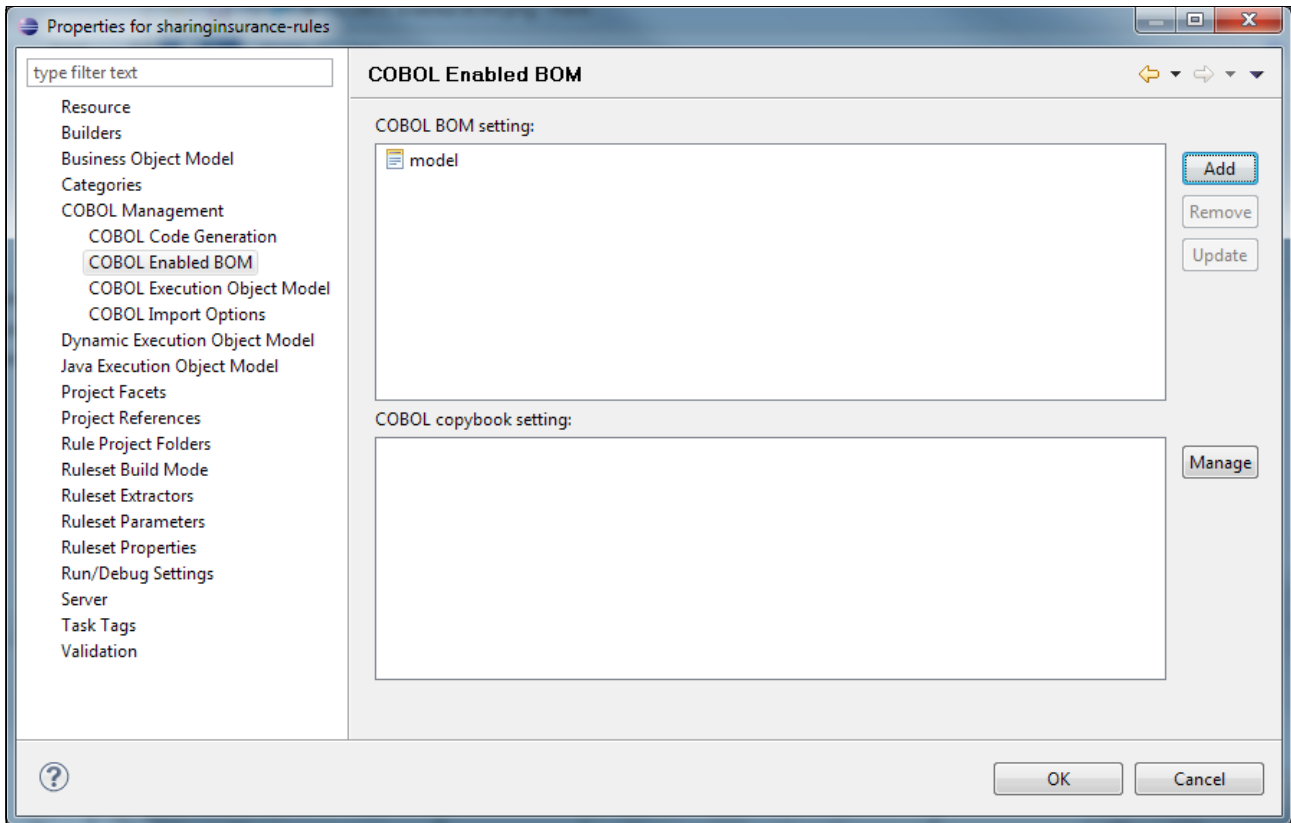 Properties for sharinginsurance-rules
type filter text
Resource
Builders
Business Object Model
Categories
COBOL Management
COBOL Code Generation
COBOL Enabled BOM
COBOL Execution Object Model
COBOL Import Options
Dynamic Execution Object Model
Java Execution Object Model
Project Facets
Project References
Rule Project Folders
Ruleset Build Mode
Ruleset Extractors
Ruleset Parameters
Ruleset Properties
Run/Debug Settings
Server
Task Tags
Validation
COBOL Enabled BOM
COBOL BOM setting:
model
Add
Remove
Update
COBOL copybook setting:
Manage
?
OK
Cancel